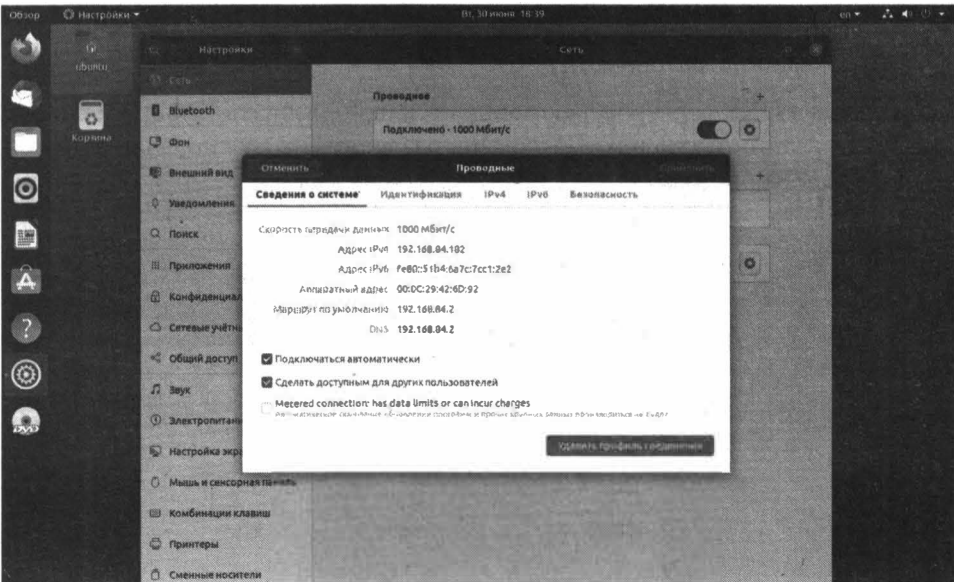 Обзор
Настройки
Вт, 30 июня 16:39
en
ubuntu
Корзина
DVD
Настройки
Сеть
Сеть
Bluetooth
Фон
Внешний вид
Уведомления
Поиск
Приложения
Конфиденциал
Сетевые учётн
Общий доступ
Звук
Электропитани
Настройка экра
Мышь и сенсорная панель
Комбинации клавиш
Принтеры
Сменные носители
Проводное
Подключено - 1000 Мбит/с
Отменить
Проводные
Применить
Сведения о системе
Идентификация
IPv4
IPv6
Безопасность
Скорость передачи данных 1000 Мбит/с
Адрес IPv4 192.168.84.102
Адрес IPv6 fe80::51b4:6a7c:7cc1:2e2
Аппаратный адрес 00:0C:29:42:6D:92
Маршрут по умолчанию 192.168.84.2
DNS 192.168.84.2
Подключаться автоматически
Сделать доступным для других пользователей
Metered connection: has data limits or can incur charges
Удалить профиль соединения